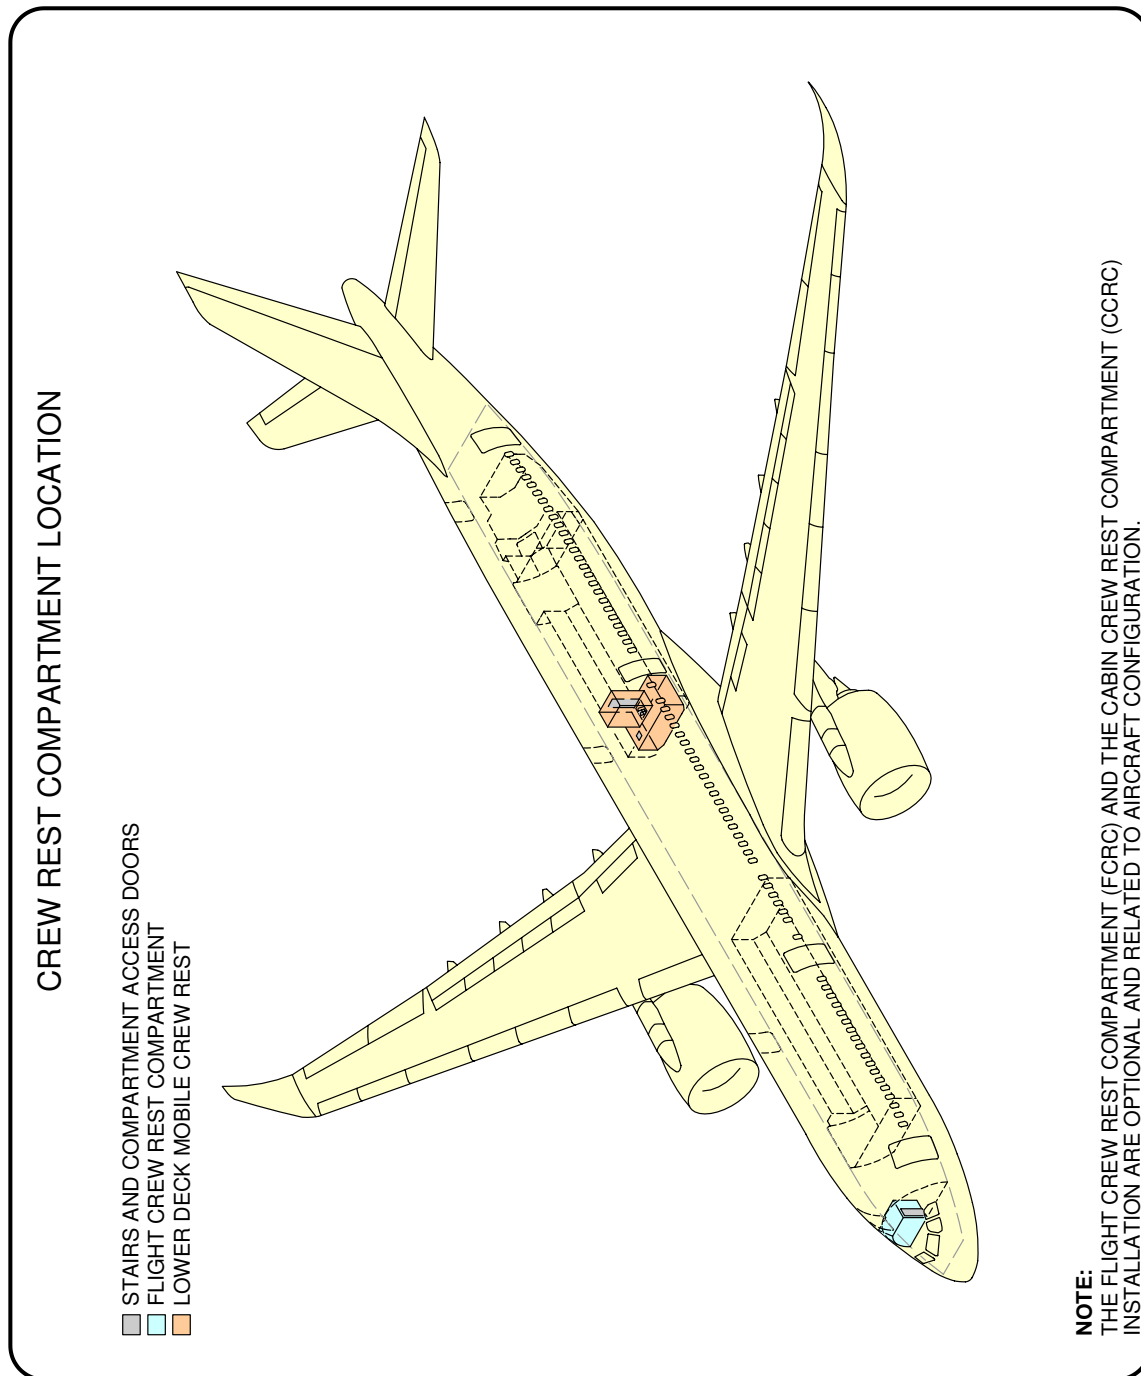 CREW REST COMPARTMENT LOCATION
STAIRS AND COMPARTMENT ACCESS DOORS
FLIGHT CREW REST COMPARTMENT
LOWER DECK MOBILE CREW REST
NOTE:
THE FLIGHT CREW REST COMPARTMENT (FCRC) AND THE CABIN CREW REST COMPARTMENT (CCRC)
INSTALLATION ARE OPTIONAL AND RELATED TO AIRCRAFT CONFIGURATION.